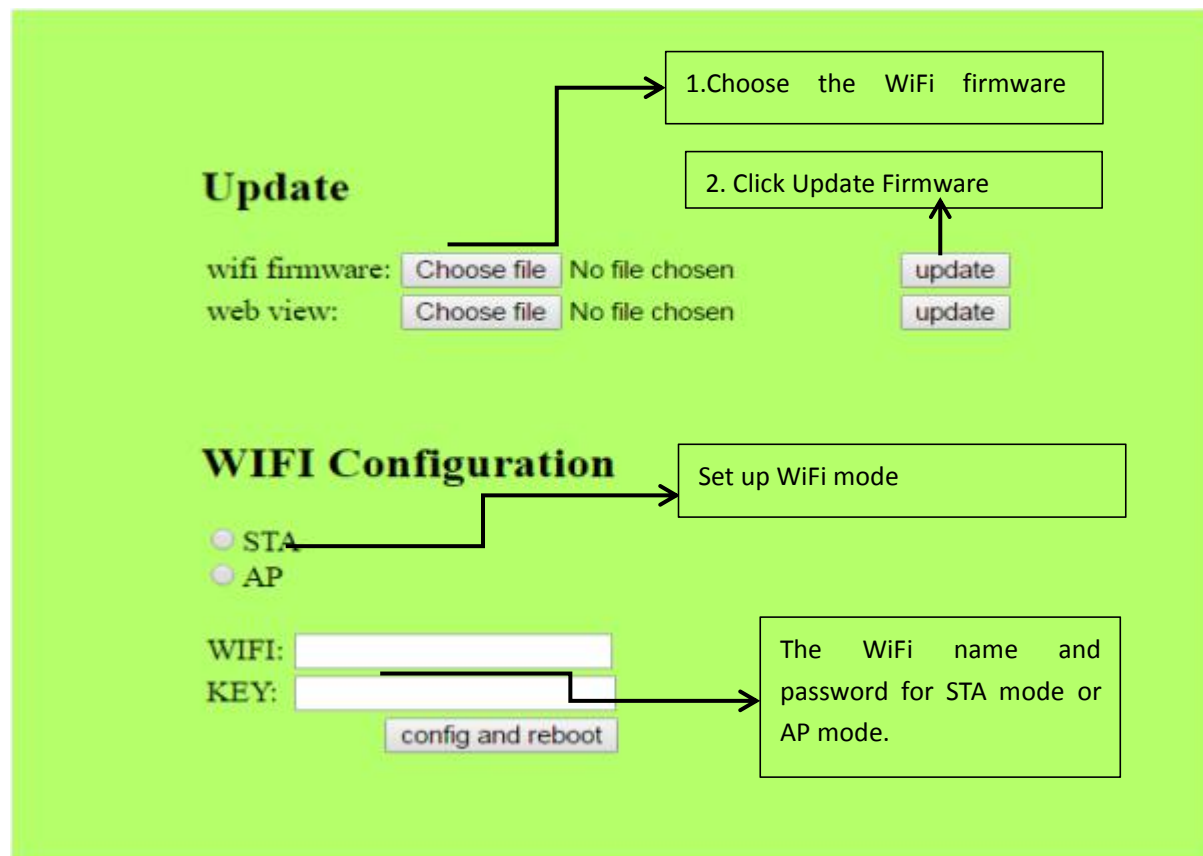 1.Choose the WiFi firmware
Update
2. Click Update Firmware
wifi firmware: Choose file No file chosen update
web view: Choose file No file chosen update
WIFI Configuration
Set up WiFi mode
STA
AP
WIFI:
KEY:
config and reboot
The WiFi name and
password for STA mode or
AP mode.